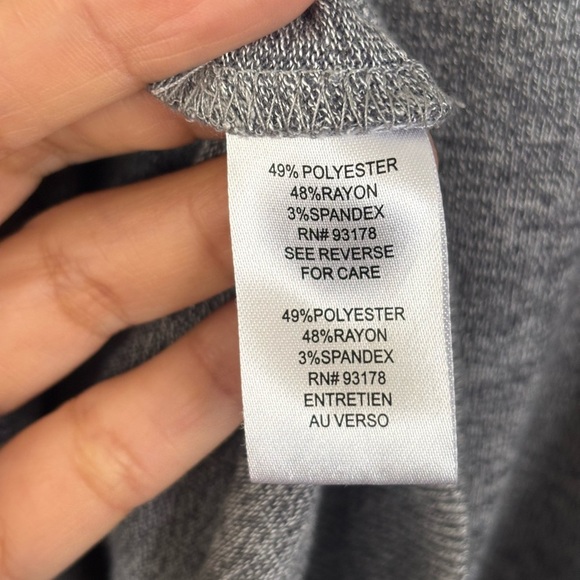 49% POLYESTER
48%RAYON
3%SPANDEX
RN# 93178
SEE REVERSE
FOR CARE
49%POLYESTER
48%RAYON
3%SPANDEX
RN# 93178
ENTRETIEN
AU VERSO